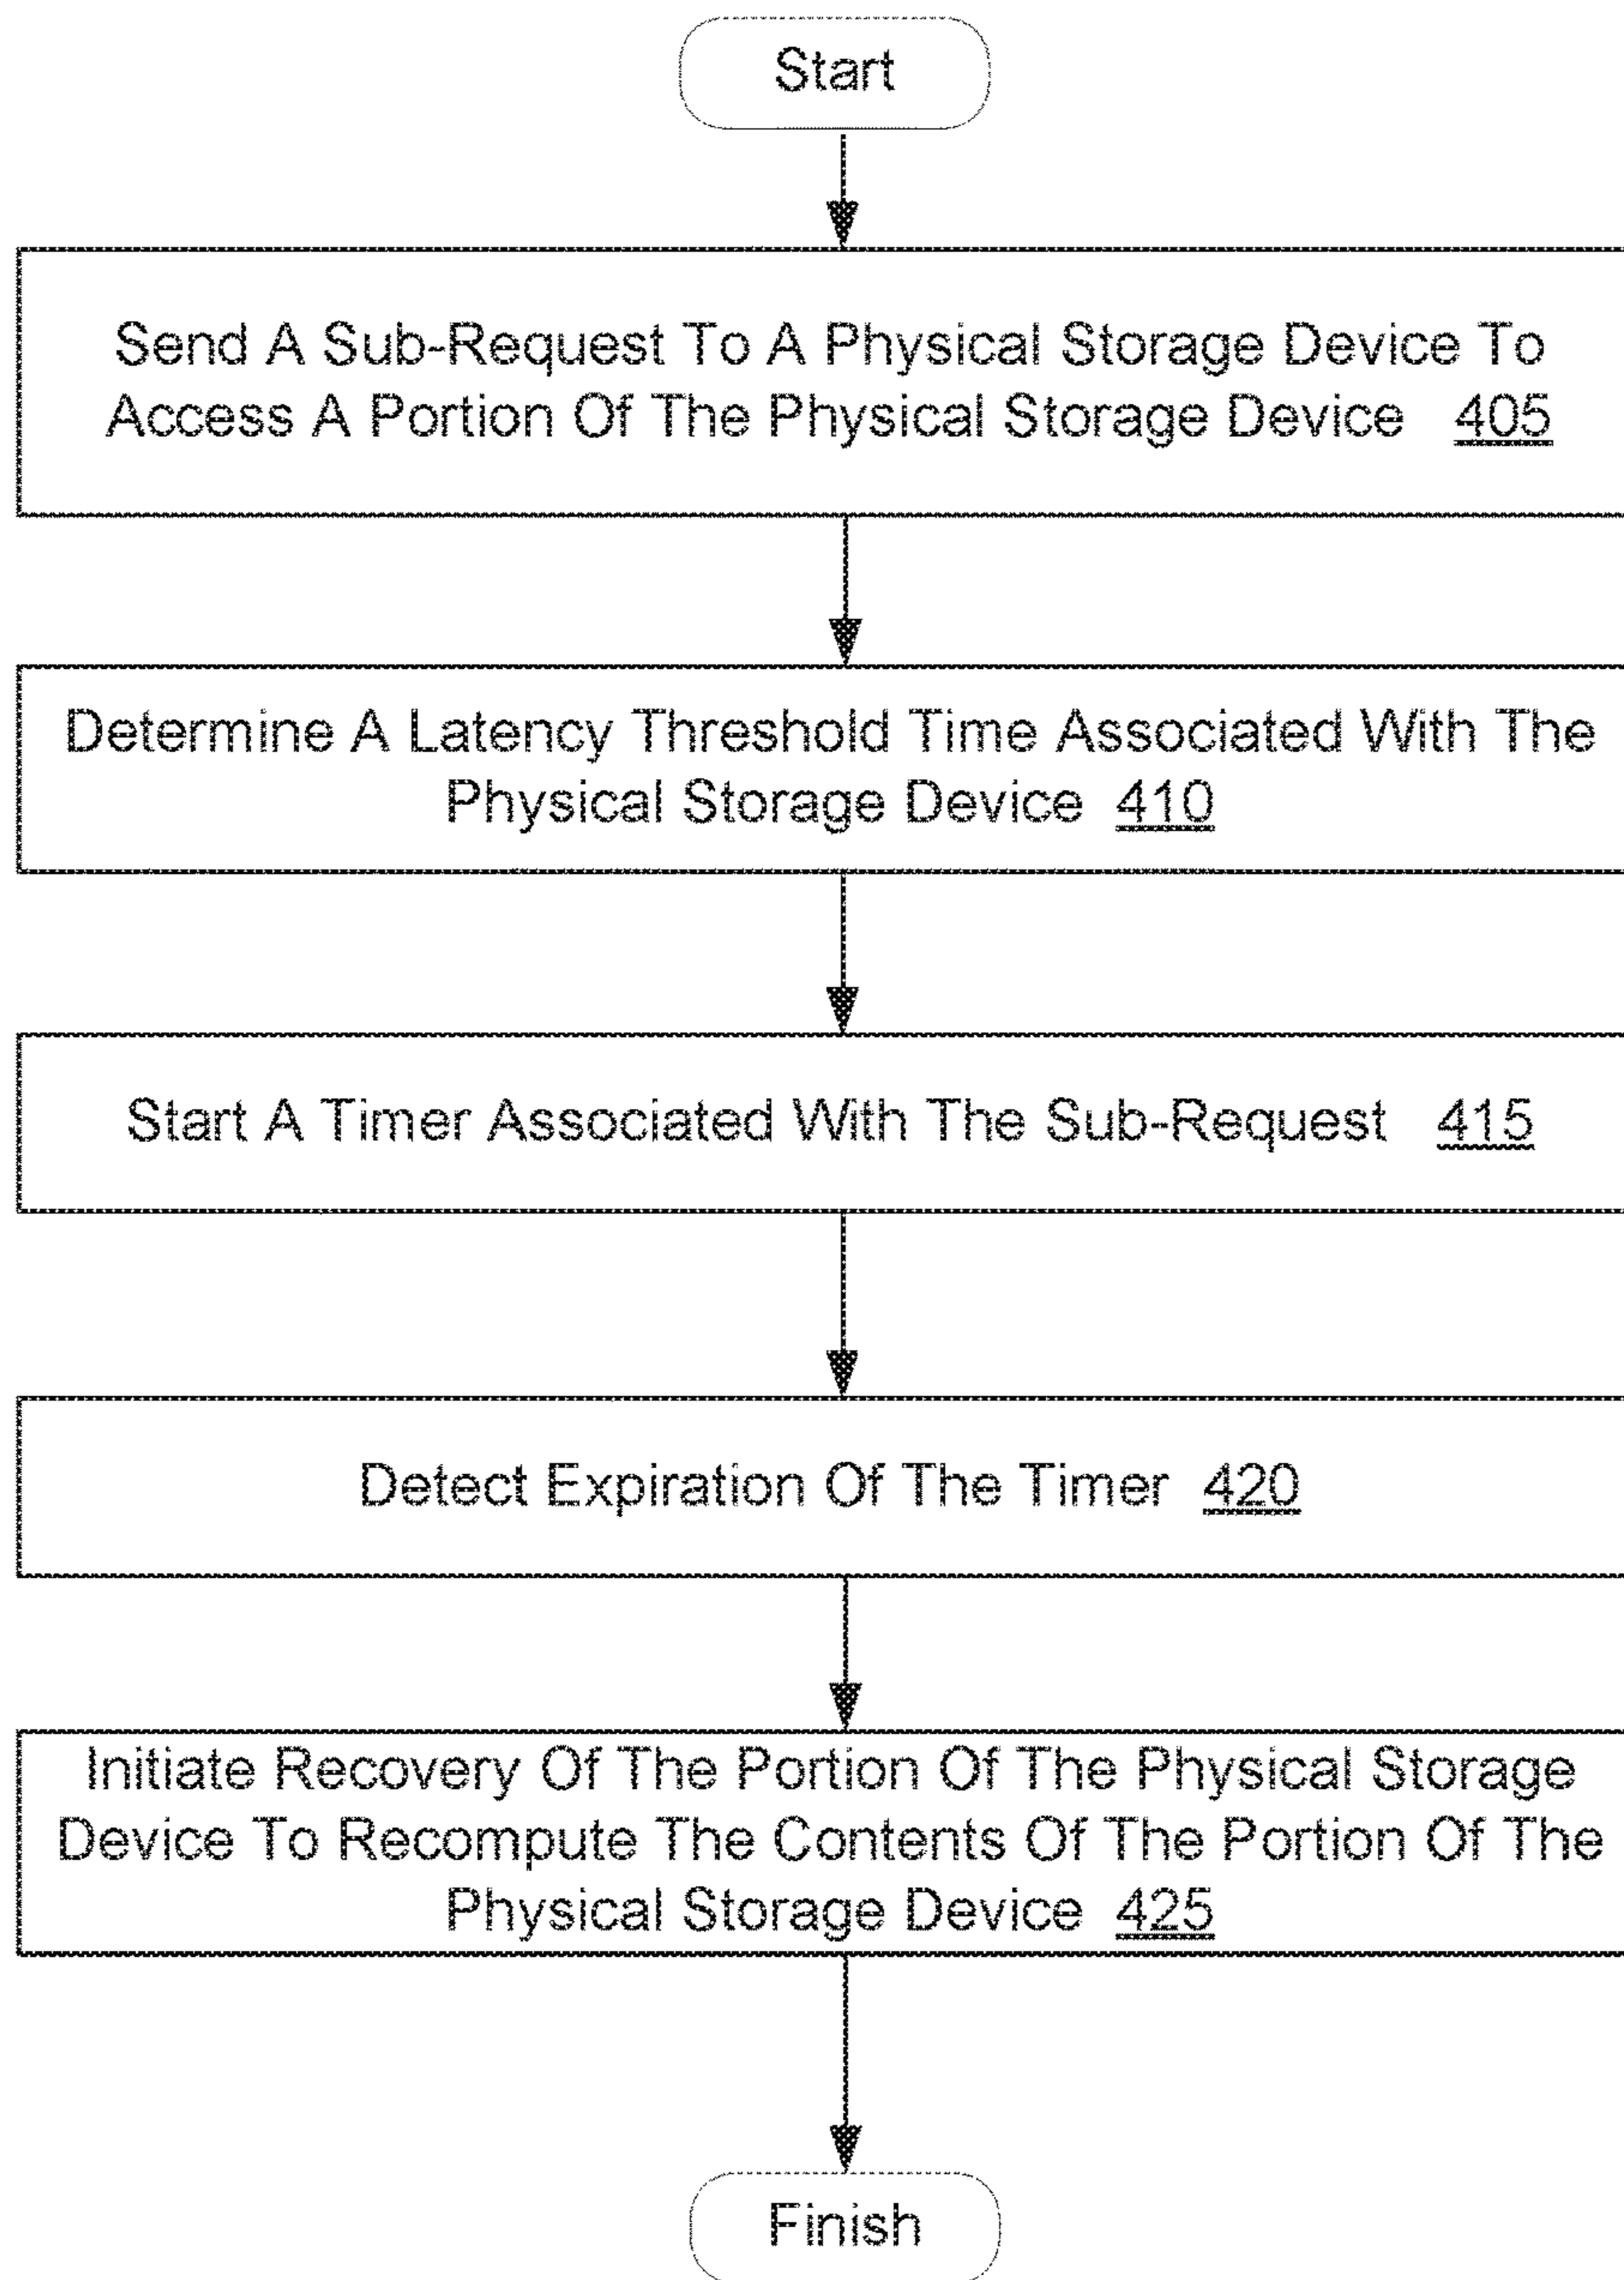 Start
Send A Sub-Request To A Physical Storage Device To
Access A Portion Of The Physical Storage Device 405
Determine A Latency Threshold Time Associated With The
Physical Storage Device 410
Start A Timer Associated With The Sub-Request 415
Detect Expiration Of The Timer 420
Initiate Recovery Of The Portion Of The Physical Storage
Device To Recompute The Contents Of The Portion Of The
Physical Storage Device 425
Finish